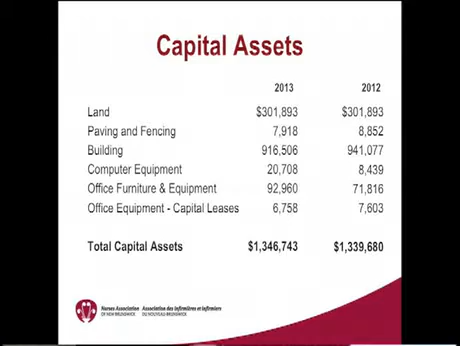 Capital Assets
2013 2012
Land $301,893 $301,893
Paving and Fencing 7,918 8,852
Building 916,506 941,077
Computer Equipment 20,708 8,439
Office Furniture & Equipment 92,960 71,816
Office Equipment - Capital Leases 6,758 7,603
Total Capital Assets $1,346,743 $1,339,680
Nurses Association Association des infirmières et infirmiers
OF NEW BRUNSWICK DU NOUVEAU-BRUNSWICK